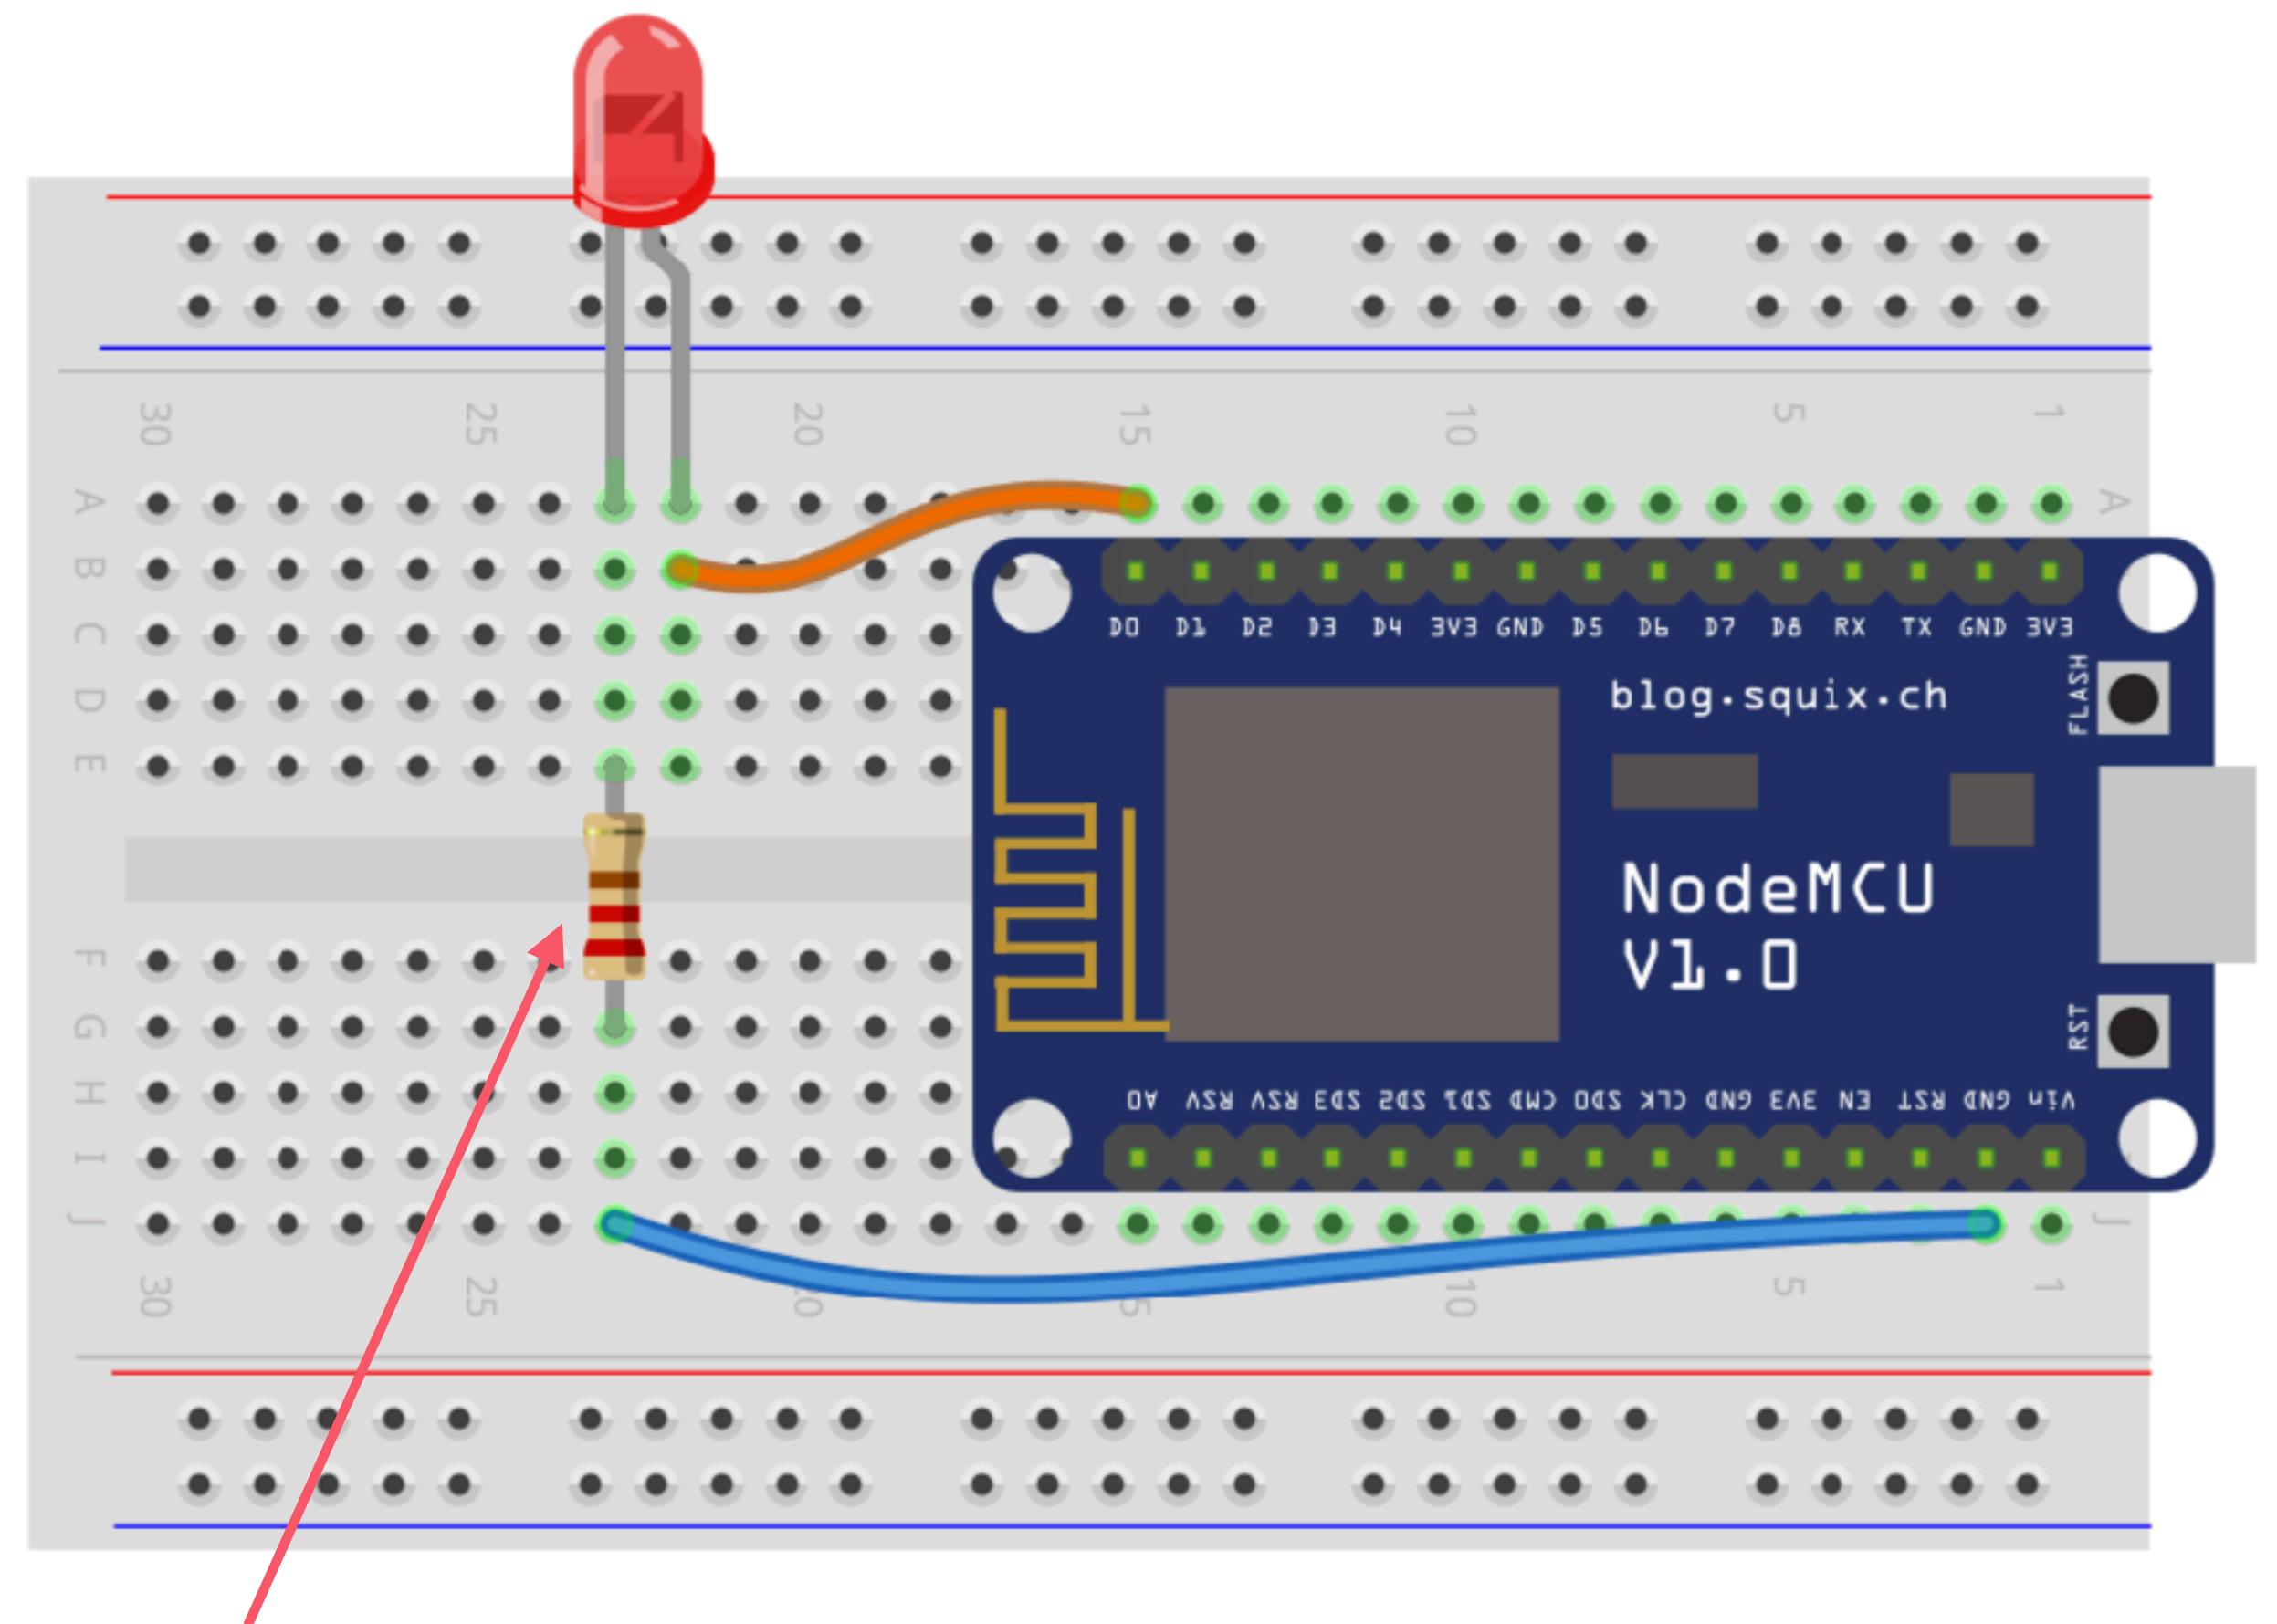 30 25 20 15 10 5 1
A A
B
C
D
E
F
G
H
I
J J
D0 D1 D2 D3 D4 3V3 GND D5 D6 D7 D8 RX TX GND 3V3
blog.squix.ch
FLASH
NodeMCU
V1.0
RST
A0 RSV RSV SD3 SD2 SD1 CMD SD0 CLK GND 3V3 EN RST GND Vin
30 25 10 5 1